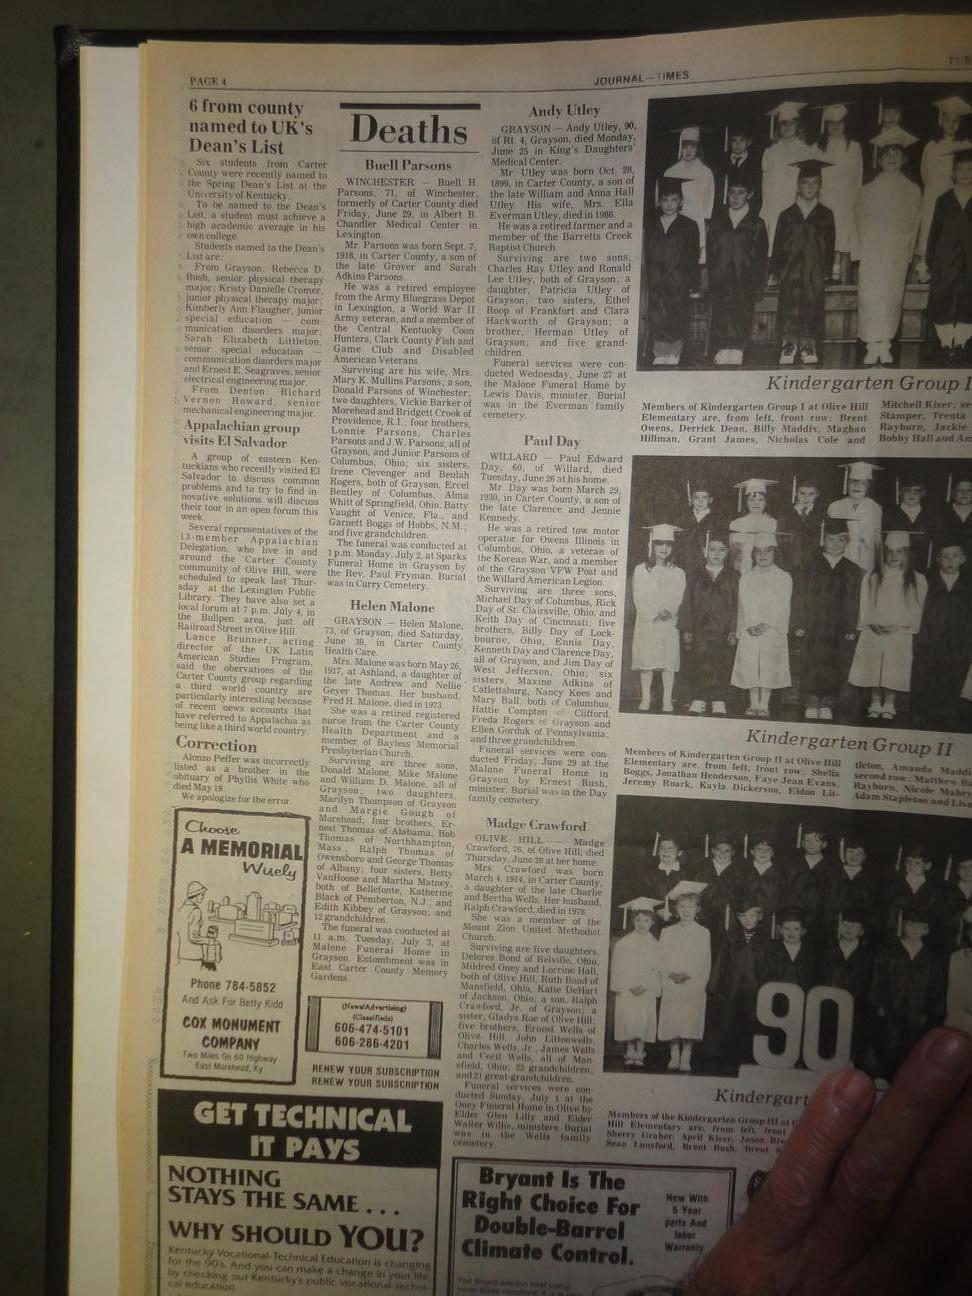 PAGE 4
JOURNAL—TIMES
6 from county
named to UK's
Dean's List
Six students from Carter
County were recently named to
the Spring Dean's List at the
University of Kentucky.
To be named to the Dean's
List, a student must achieve a
high academic average in his
own college.
Students named to the Dean's
List are:
From Grayson: Rebecca D.
Bush, senior physical therapy
major; Kristy Danielle Cromer,
junior physical therapy major;
Kimberly Ann Flaugher, junior
special education — com-
munication disorders major;
Sarah Elizabeth Littleton,
senior special education —
communication disorders major
and Ernest E. Seagraves, senior
electrical engineering major.
From Denton: Richard
Vernon Howard, senior
mechanical engineering major.
Appalachian group
visits El Salvador
A group of eastern Ken-
tuckians who recently visited El
Salvador to discuss common
problems and to try to find in-
novative solutions will discuss
their tour in an open forum this
week.
Several representatives of the
13-member Appalachian
Delegation, who live in and
around the Carter County
community of Olive Hill, were
scheduled to speak last Thur-
sday at the Lexington Public
Library. They have also set a
local forum at 7 p.m. July 4, in
the Bullpen area, just off
Railroad Street in Olive Hill.
Lance Brunner, acting
director of the UK Latin
American Studies Program,
said the obervations of the
Carter County group regarding
a third world country are
particularly interesting because
of recent news accounts that
have referred to Appalachia as
being like a third world country.
Correction
Alonzo Peffer was incorrectly
listed as a brother in the
obituary of Phyllis White who
died May 19.
We apologize for the error.
Choose
A MEMORIAL
Wisely
Phone 784-5852
And Ask For Betty Kidd
COX MONUMENT
COMPANY
Two Miles On 60 Highway
East Morehead, Ky
Deaths
Buell Parsons
WINCHESTER — Buell H.
Parsons, 71, of Winchester,
formerly of Carter County died
Friday, June 29, in Albert B.
Chandler Medical Center in
Lexington.
Mr. Parsons was born Sept. 7,
1918, in Carter County, a son of
the late Grover and Sarah
Adkins Parsons.
He was a retired employee
from the Army Bluegrass Depot
in Lexington, a World War II
Army veteran, and a member of
the Central Kentucky Coon
Hunters, Clark County Fish and
Game Club and Disabled
American Veterans.
Surviving are his wife, Mrs.
Mary K. Mullins Parsons; a son,
Donald Parsons of Winchester;
two daughters, Vickie Barker of
Morehead and Bridgett Crook of
Providence, R.I.; four brothers,
Lonnie Parsons, Charles
Parsons and J.W. Parsons, all of
Grayson, and Junior Parsons of
Columbus, Ohio; six sisters,
Irene Clevenger and Beulah
Rogers, both of Grayson, Ercel
Bentley of Columbus, Alma
Whitt of Springfield, Ohio, Batty
Vaught of Venice, Fla., and
Garnett Boggs of Hobbs, N.M.;
and five grandchildren.
The funeral was conducted at
1 p.m. Monday, July 2, at Sparks
Funeral Home in Grayson by
the Rev. Paul Fryman. Burial
was in Curry Cemetery.
Helen Malone
GRAYSON — Helen Malone,
73, of Grayson, died Saturday,
June 30, in Carter County
Health Care.
Mrs. Malone was born May 26,
1917, at Ashland, a daughter of
the late Andrew and Nellie
Geyer Thomas. Her husband,
Fred H. Malone, died in 1973.
She was a retired registered
nurse from the Carter County
Health Department and a
member of Bayless Memorial
Presbyterian Church.
Surviving are three sons,
Donald Malone, Mike Malone
and William D. Malone, all of
Grayson; two daughters,
Marilyn Thompson of Grayson
and Margie Gough of
Morehead; four brothers, Er-
nest Thomas of Alabama, Bob
Thomas of Northhampton,
Mass., Ralph Thomas of
Owensboro and George Thomas
of Albany; four sisters, Betty
VanHoose and Martha Matney,
both of Bellefonte, Katherine
Black of Pemberton, N.J., and
Edith Kibbey of Grayson; and
12 grandchildren.
The funeral was conducted at
11 a.m. Tuesday, July 3, at
Malone Funeral Home in
Grayson. Entombment was in
East Carter County Memory
Gardens.
(News/Advertising)
(Classifieds)
606-474-5101
606-286-4201
RENEW YOUR SUBSCRIPTION
RENEW YOUR SUBSCRIPTION
Andy Utley
GRAYSON — Andy Utley, 90,
of Rt. 4, Grayson, died Monday,
June 25 in King's Daughters'
Medical Center.
Mr. Utley was born Oct. 28,
1899, in Carter County, a son of
the late William and Anna Hall
Utley. His wife, Mrs. Ella
Everman Utley, died in 1986.
He was a retired farmer and a
member of the Barretts Creek
Baptist Church.
Surviving are two sons,
Charles Ray Utley and Ronald
Lee Utley, both of Grayson; a
daughter, Patricia Utley of
Grayson; two sisters, Ethel
Roop of Frankfort and Clara
Hackworth of Grayson; a
brother, Herman Utley of
Grayson; and five grand-
children.
Funeral services were con-
ducted Wednesday, June 27 at
the Malone Funeral Home by
Lewis Davis, minister. Burial
was in the Everman family
cemetery.
Paul Day
WILLARD — Paul Edward
Day, 60, of Willard, died
Tuesday, June 26 at his home.
Mr. Day was born March 29,
1930, in Carter County, a son of
the late Clarence and Jennie
Kennedy.
He was a retired tow motor
operator for Owens Illinois in
Columbus, Ohio, a veteran of
the Korean War, and a member
of the Grayson VFW Post and
the Willard American Legion.
Surviving are three sons,
Michael Day of Columbus, Rick
Day of St. Clairsville, Ohio, and
Keith Day of Cincinnati; five
brothers, Billy Day of Lock-
bourne, Ohio, Ennis Day,
Kenneth Day and Clarence Day,
all of Grayson, and Jim Day of
West Jefferson, Ohio; six
sisters, Maxine Adkins of
Catlettsburg, Nancy Kees and
Mary Ball, both of Columbus,
Hattie Compton of Clifford,
Freda Rogers of Grayson and
Ellen Gorduk of Pennsylvania;
and three grandchildren.
Funeral services were con-
ducted Friday, June 29 at the
Malone Funeral Home in
Grayson by Ernest Bush,
minister. Burial was in the Day
family cemetery.
Madge Crawford
OLIVE HILL — Madge
Crawford, 76, of Olive Hill, died
Thursday, June 28 at her home.
Mrs. Crawford was born
March 4, 1914, in Carter County,
a daughter of the late Charlie
and Bertha Wells. Her husband,
Ralph Crawford, died in 1978.
She was a member of the
Mount Zion United Methodist
Church.
Surviving are five daughters,
Delores Bond of Belville, Ohio,
Mildred Oney and Lorrine Hall,
both of Olive Hill, Ruth Bond of
Mansfield, Ohio, Katie DeHart
of Jackson, Ohio; a son, Ralph
Crawford, Jr. of Grayson; a
sister, Gladys Roe of Olive Hill;
five brothers, Ernest Wells of
Olive Hill, John Littonwells,
Charles Wells, Jr., James Wells
and Cecil Wells, all of Man-
sfield, Ohio; 22 grandchildren,
and 21 great-grandchildren.
Funeral services were con-
ducted Sunday, July 1 at the
Oney Funeral Home in Olive by
Elder Glen Lilly and Elder
Walter Willis, ministers. Burial
was in the Wells family
cemetery.
Kindergarten Group I
Members of Kindergarten Group I at Olive Hill
Elementary are, from left, front row: Brent
Owens, Derrick Dean, Billy Maddix, Maghan
Hillman, Grant James, Nicholas Cole and
Mitchell Kiser; se
Stamper, Trenta
Rayburn, Jackie
Bobby Hall and Am
Kindergarten Group II
Members of Kindergarten Group II at Olive Hill
Elementary are, from left, front row: Shelia
Boggs, Jonathan Henderson, Faye Jean Evans,
Jeremy Roark, Kayla Dickerson, Eldon Lit-
tleton, Amanda Maddi
second row: Matthew B
Rayburn, Nicole Mabry
Adam Stapleton and Lisa
90
Kindergart
Members of the Kindergarten Group III at
Hill Elementary are, from left, front
Sherry Graber, April Kiser, Jason Bro
Sean Lunsford, Brent Bush, Brent
GET TECHNICAL
IT PAYS
NOTHING
STAYS THE SAME . . .
WHY SHOULD YOU?
Kentucky Vocational-Technical Education is changing
for the 90's. And you can make a change in your life
by checking out Kentucky's public vocational-techni-
cal education
Bryant Is The
Right Choice For
Double-Barrel
Climate Control.
Now With
5 Year
parts And
labor
Warranty